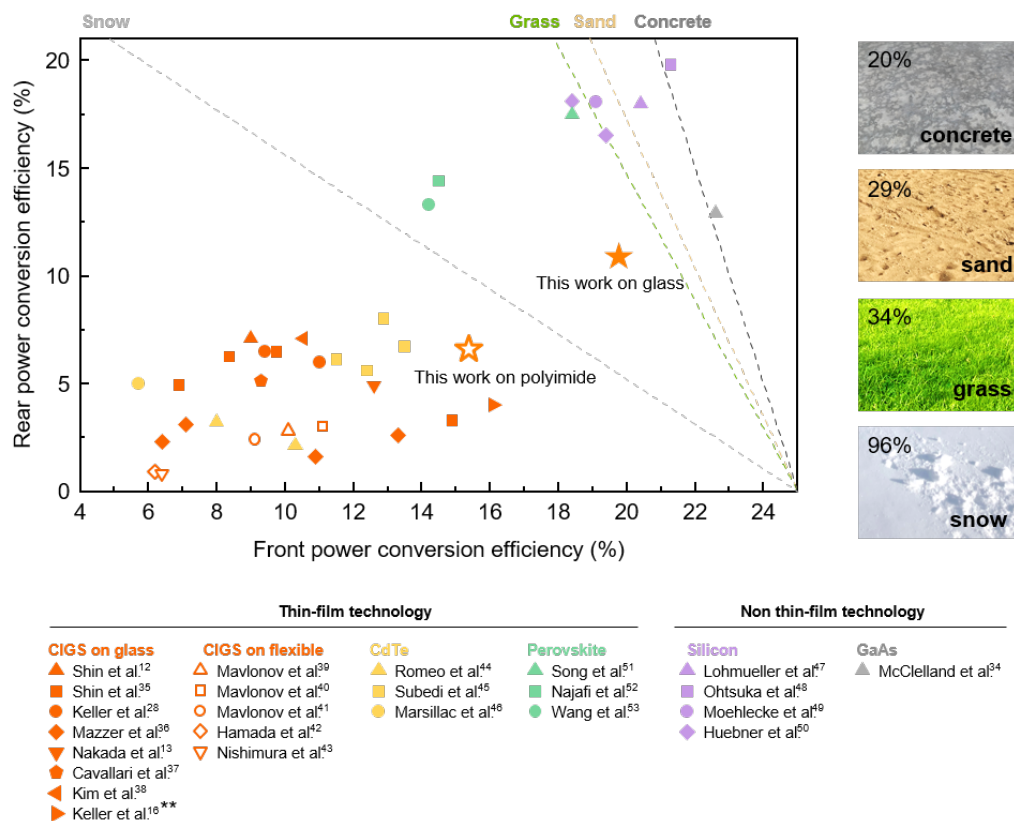 Snow
Grass Sand Concrete
Rear power conversion efficiency (%)
20
15
10
5
0
This work on glass
This work on polyimide
4 6 8 10 12 14 16 18 20 22 24
Front power conversion efficiency (%)
20%
concrete
29%
sand
34%
grass
96%
snow
Thin-film technology
Non thin-film technology
CIGS on glass
Shin et al.12
Shin et al.35
Keller et al.28
Mazzer et al.36
Nakada et al.13
Cavallari et al.37
Kim et al.38
Keller et al.16 **
CIGS on flexible
Mavlonov et al.39
Mavlonov et al.40
Mavlonov et al.41
Hamada et al.42
Nishimura et al.43
CdTe
Romeo et al.44
Subedi et al.45
Marsillac et al.46
Perovskite
Song et al.51
Najafi et al.52
Wang et al.53
Silicon
Lohmueller et al.47
Ohtsuka et al.48
Moehlecke et al.49
Huebner et al.50
GaAs
McClelland et al.34